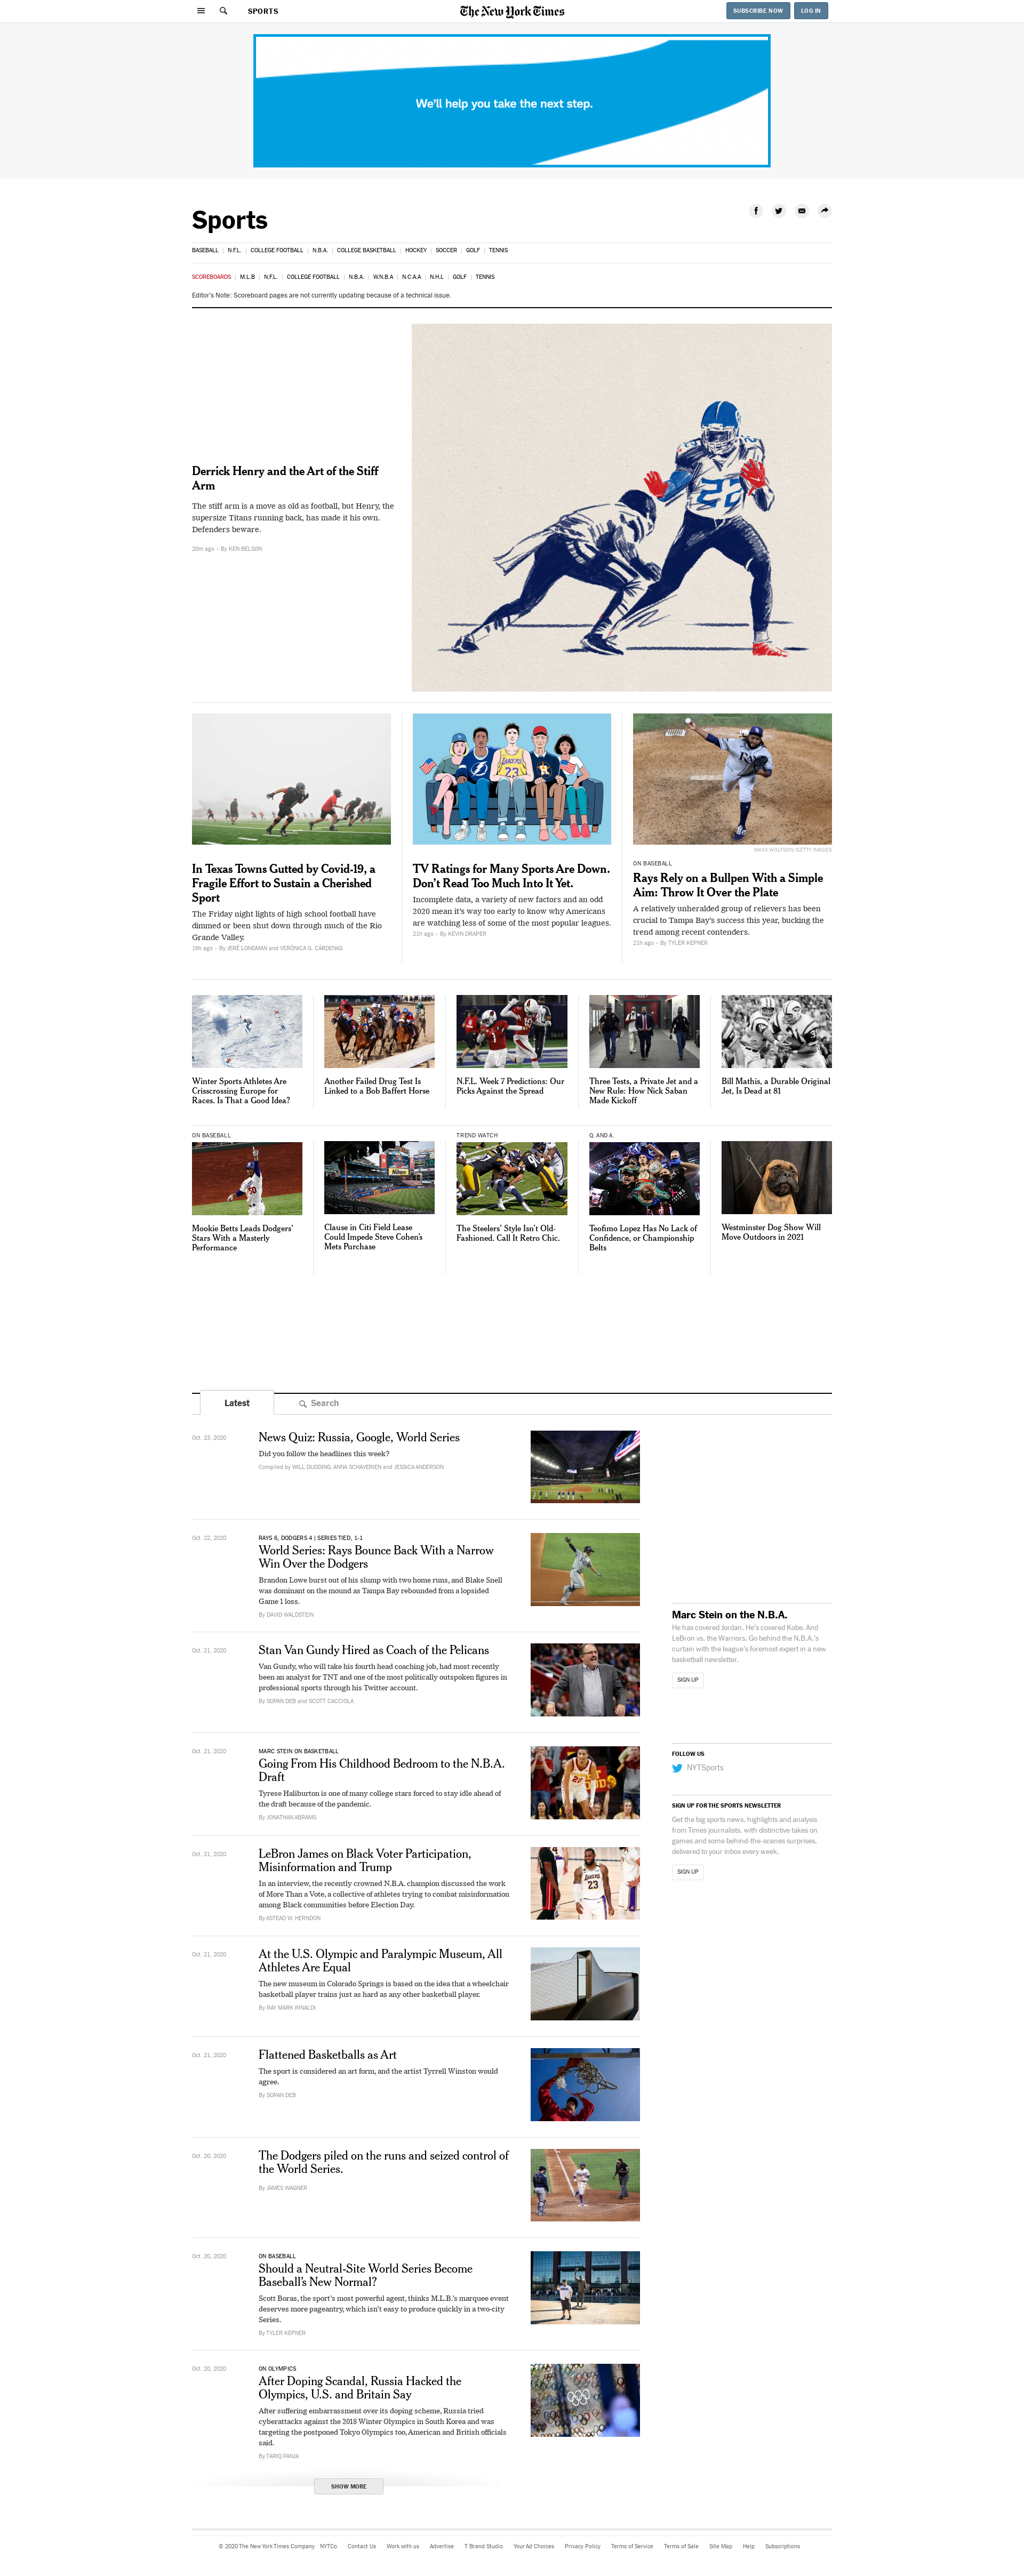 SPORTS
The New York Times
SUBSCRIBE NOW
LOG IN
We'll help you take the next step.
Sports
BASEBALL | N.F.L. | COLLEGE FOOTBALL | N.B.A. | COLLEGE BASKETBALL | HOCKEY | SOCCER | GOLF | TENNIS
SCOREBOARDS | M.L.B | N.F.L. | COLLEGE FOOTBALL | N.B.A. | W.N.B.A | N.C.A.A | N.H.L | GOLF | TENNIS
Editor's Note: Scoreboard pages are not currently updating because of a technical issue.
Derrick Henry and the Art of the Stiff
Arm
The stiff arm is a move as old as football, but Henry, the
supersize Titans running back, has made it his own.
Defenders beware.
20m ago · By KEN BELSON
22
LAKERS
23
In Texas Towns Gutted by Covid-19, a
Fragile Effort to Sustain a Cherished
Sport
The Friday night lights of high school football have
dimmed or been shut down through much of the Rio
Grande Valley.
16h ago · By JERÉ LONGMAN and VERÓNICA G. CÁRDENAS
TV Ratings for Many Sports Are Down.
Don't Read Too Much Into It Yet.
Incomplete data, a variety of new factors and an odd
2020 mean it's way too early to know why Americans
are watching less of some of the most popular leagues.
21h ago · By KEVIN DRAPER
MAXX WOLFSON/GETTY IMAGES
ON BASEBALL
Rays Rely on a Bullpen With a Simple
Aim: Throw It Over the Plate
A relatively unheralded group of relievers has been
crucial to Tampa Bay's success this year, bucking the
trend among recent contenders.
21h ago · By TYLER KEPNER
Winter Sports Athletes Are
Crisscrossing Europe for
Races. Is That a Good Idea?
Another Failed Drug Test Is
Linked to a Bob Baffert Horse
N.F.L. Week 7 Predictions: Our
Picks Against the Spread
Three Tests, a Private Jet and a
New Rule: How Nick Saban
Made Kickoff
Bill Mathis, a Durable Original
Jet, Is Dead at 81
ON BASEBALL
Mookie Betts Leads Dodgers'
Stars With a Masterly
Performance
Nikon
Clause in Citi Field Lease
Could Impede Steve Cohen's
Mets Purchase
TREND WATCH
The Steelers' Style Isn't Old-
Fashioned. Call It Retro Chic.
Q. AND A.
Teofimo Lopez Has No Lack of
Confidence, or Championship
Belts
Westminster Dog Show Will
Move Outdoors in 2021
Latest
Search
Oct. 23, 2020
News Quiz: Russia, Google, World Series
Did you follow the headlines this week?
Compiled by WILL DUDDING, ANNA SCHAVERIEN and JESSICA ANDERSON
Oct. 22, 2020
RAYS 6, DODGERS 4 | SERIES TIED, 1-1
World Series: Rays Bounce Back With a Narrow
Win Over the Dodgers
Brandon Lowe burst out of his slump with two home runs, and Blake Snell
was dominant on the mound as Tampa Bay rebounded from a lopsided
Game 1 loss.
By DAVID WALDSTEIN
Marc Stein on the N.B.A.
He has covered Jordan. He's covered Kobe. And
LeBron vs. the Warriors. Go behind the N.B.A.'s
curtain with the league's foremost expert in a new
basketball newsletter.
SIGN UP
Oct. 21, 2020
Stan Van Gundy Hired as Coach of the Pelicans
Van Gundy, who will take his fourth head coaching job, had most recently
been an analyst for TNT and one of the most politically outspoken figures in
professional sports through his Twitter account.
By SOPAN DEB and SCOTT CACCIOLA
Oct. 21, 2020
MARC STEIN ON BASKETBALL
Going From His Childhood Bedroom to the N.B.A.
Draft
Tyrese Haliburton is one of many college stars forced to stay idle ahead of
the draft because of the pandemic.
By JONATHAN ABRAMS
FOLLOW US
NYTSports
SIGN UP FOR THE SPORTS NEWSLETTER
Get the big sports news, highlights and analysis
from Times journalists, with distinctive takes on
games and some behind-the-scenes surprises,
delivered to your inbox every week.
SIGN UP
Oct. 21, 2020
LeBron James on Black Voter Participation,
Misinformation and Trump
In an interview, the recently crowned N.B.A. champion discussed the work
of More Than a Vote, a collective of athletes trying to combat misinformation
among Black communities before Election Day.
By ASTEAD W. HERNDON
Oct. 21, 2020
At the U.S. Olympic and Paralympic Museum, All
Athletes Are Equal
The new museum in Colorado Springs is based on the idea that a wheelchair
basketball player trains just as hard as any other basketball player.
By RAY MARK RINALDI
Oct. 21, 2020
Flattened Basketballs as Art
The sport is considered an art form, and the artist Tyrrell Winston would
agree.
By SOPAN DEB
Oct. 20, 2020
The Dodgers piled on the runs and seized control of
the World Series.
By JAMES WAGNER
Oct. 20, 2020
ON BASEBALL
Should a Neutral-Site World Series Become
Baseball's New Normal?
Scott Boras, the sport's most powerful agent, thinks M.L.B.'s marquee event
deserves more pageantry, which isn't easy to produce quickly in a two-city
Series.
By TYLER KEPNER
Oct. 20, 2020
ON OLYMPICS
After Doping Scandal, Russia Hacked the
Olympics, U.S. and Britain Say
After suffering embarrassment over its doping scheme, Russia tried
cyberattacks against the 2018 Winter Olympics in South Korea and was
targeting the postponed Tokyo Olympics too, American and British officials
said.
By TARIQ PANJA
SHOW MORE
© 2020 The New York Times Company NYTCo Contact Us Work with us Advertise T Brand Studio Your Ad Choices Privacy Policy Terms of Service Terms of Sale Site Map Help Subscriptions